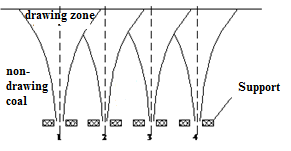 drawing zone
non-
drawing
coal
Support
1 2 3 4